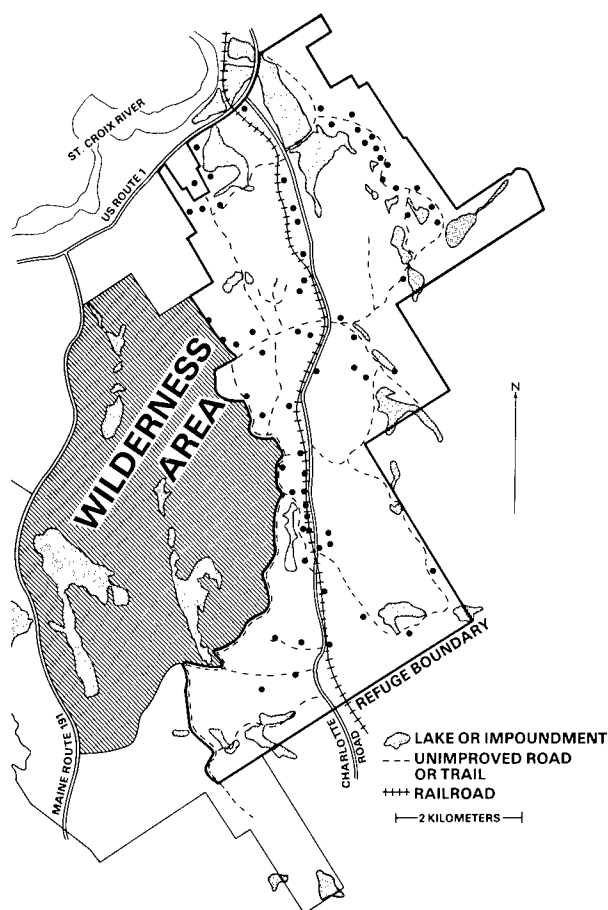 ST. CROIX RIVER
US ROUTE 1
WILDERNESS
AREA
N
MAINE ROUTE 191
REFUGE BOUNDARY
CHARLOTTE
ROAD
LAKE OR IMPOUNDMENT
UNIMPROVED ROAD
OR TRAIL
RAILROAD
2 KILOMETERS